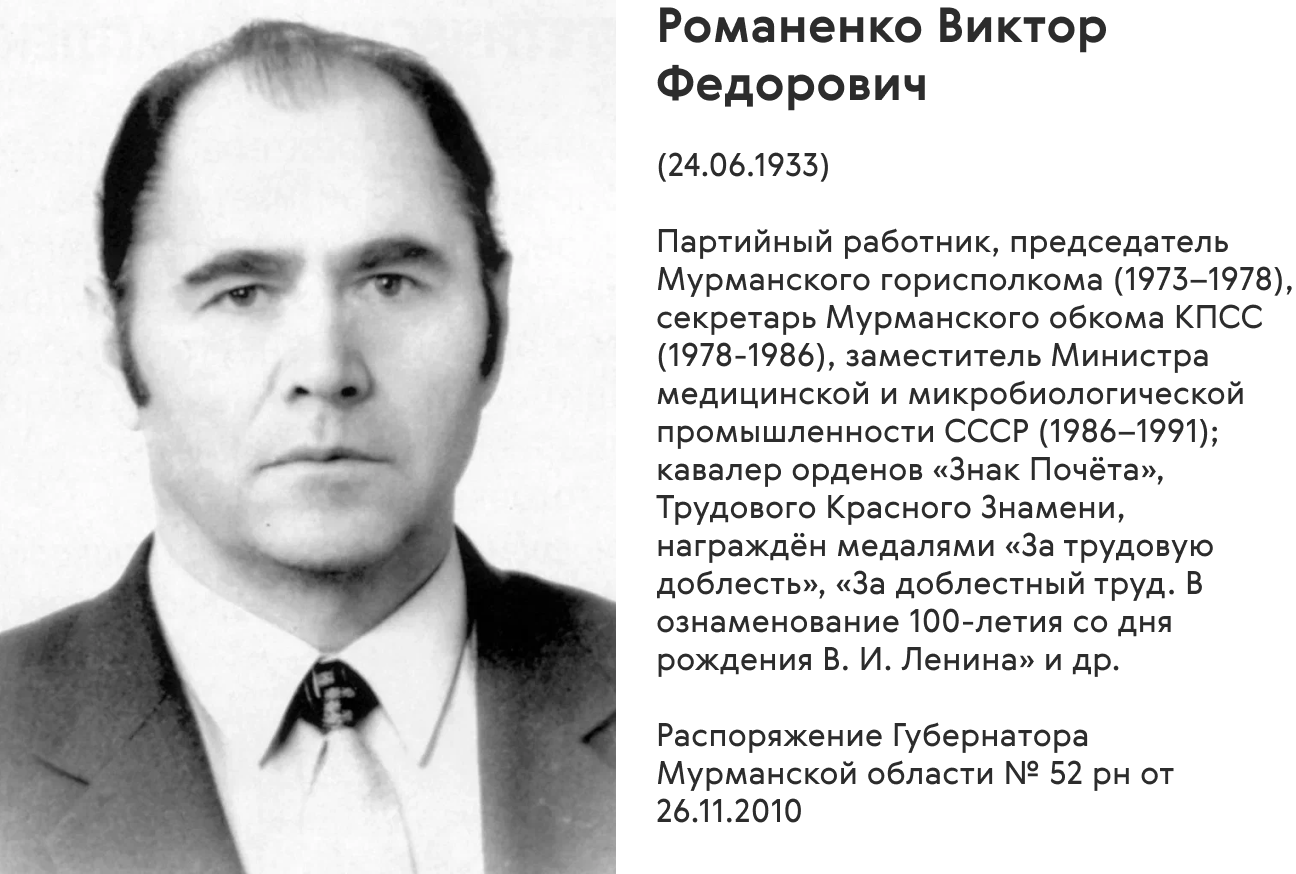 Романенко Виктор
Федорович
(24.06.1933)
Партийный работник, председатель
Мурманского горисполкома (1973–1978),
секретарь Мурманского обкома КПСС
(1978-1986), заместитель Министра
медицинской и микробиологической
промышленности СССР (1986–1991);
кавалер орденов «Знак Почёта»,
Трудового Красного Знамени,
награждён медалями «За трудовую
доблесть», «За доблестный труд. В
ознаменование 100-летия со дня
рождения В. И. Ленина» и др.
Распоряжение Губернатора
Мурманской области № 52 рн от
26.11.2010